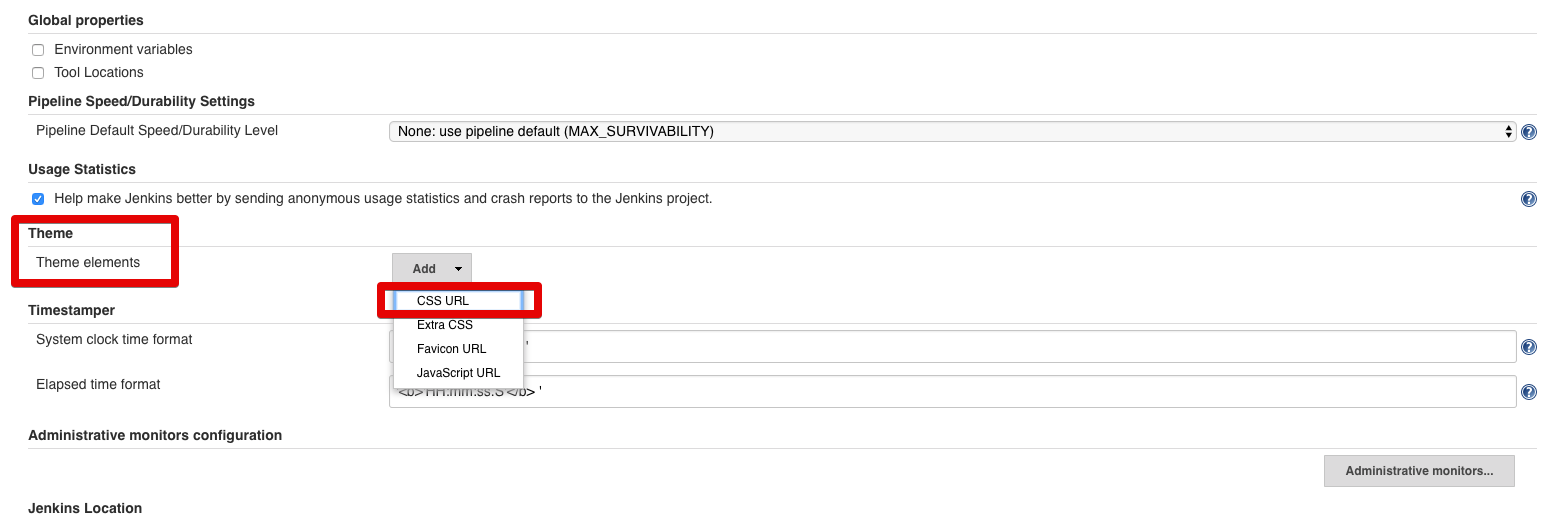 Global properties
Environment variables
Tool Locations
Pipeline Speed/Durability Settings
Pipeline Default Speed/Durability Level
None: use pipeline default (MAX_SURVIVABILITY)
Usage Statistics
Help make Jenkins better by sending anonymous usage statistics and crash reports to the Jenkins project.
Theme
Theme elements
Add
CSS URL
Extra CSS
Favicon URL
JavaScript URL
Timestamper
System clock time format
'
Elapsed time format
<b>'HH:mm:ss.S'</b> '
Administrative monitors configuration
Administrative monitors...
Jenkins Location